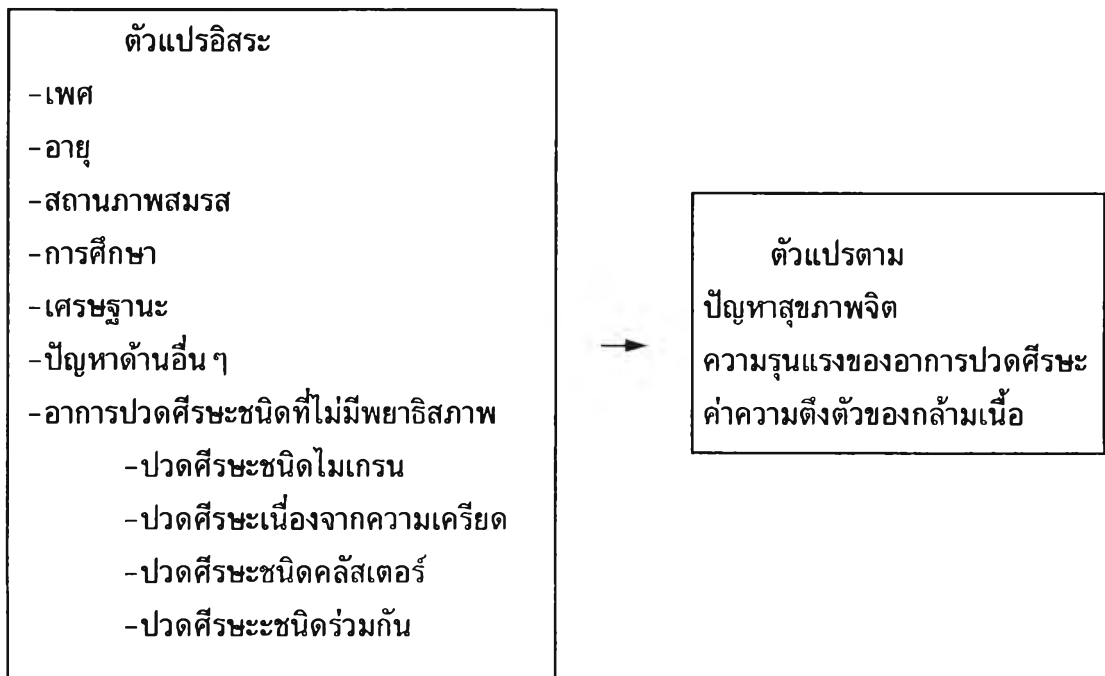 ตัวแปรอิสระ
-เพศ
-อายุ
-สถานภาพสมรส
-การศึกษา
-เศรษฐานะ
-ปัญหาด้านอื่น ๆ
-อาการปวดศีรษะชนิดที่ไม่มีพยาธิสภาพ
-ปวดศีรษะชนิดไมเกรน
-ปวดศีรษะเนื่องจากความเครียด
-ปวดศีรษะชนิดคลัสเตอร์
-ปวดศีรษะะชนิดร่วมกัน
ตัวแปรตาม
ปัญหาสุขภาพจิต
ความรุนแรงของอาการปวดศีรษะ
ค่าความตึงตัวของกล้ามเนื้อ